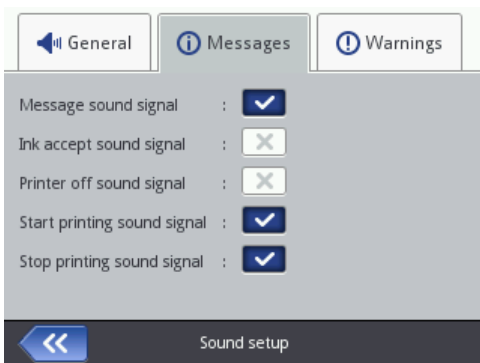 General Messages Warnings
Message sound signal :
Ink accept sound signal :
Printer off sound signal :
Start printing sound signal :
Stop printing sound signal :
Sound setup